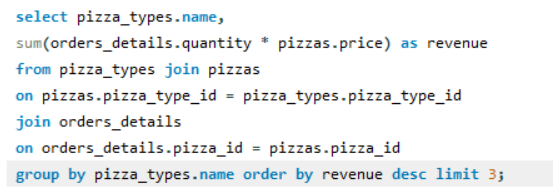 select pizza_types.name,
sum(orders_details.quantity * pizzas.price) as revenue
from pizza_types join pizzas
on pizzas.pizza_type_id = pizza_types.pizza_type_id
join orders_details
on orders_details.pizza_id = pizzas.pizza_id
group by pizza_types.name order by revenue desc limit 3;